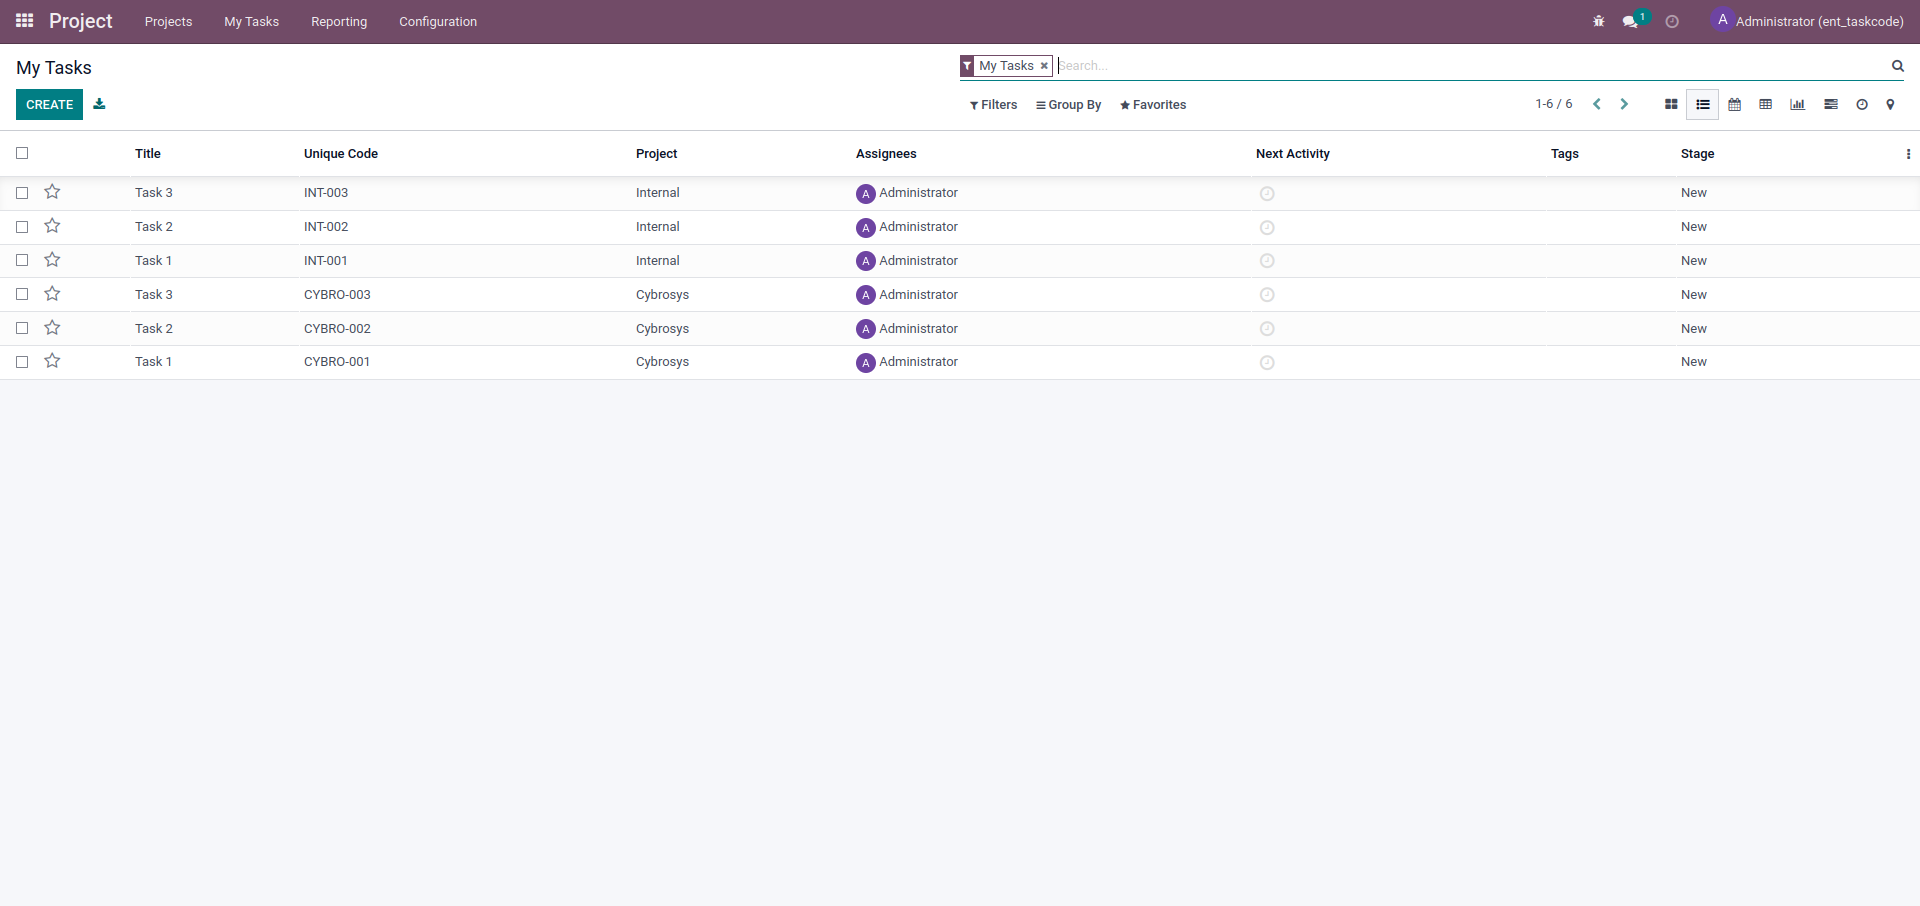 Project Projects My Tasks Reporting Configuration 1 A Administrator (ent_taskcode)
My Tasks My Tasks Search...
CREATE Filters Group By Favorites 1-6 / 6
Title Unique Code Project Assignees Next Activity Tags Stage
Task 3 INT-003 Internal A Administrator New
Task 2 INT-002 Internal A Administrator New
Task 1 INT-001 Internal A Administrator New
Task 3 CYBRO-003 Cybrosys A Administrator New
Task 2 CYBRO-002 Cybrosys A Administrator New
Task 1 CYBRO-001 Cybrosys A Administrator New